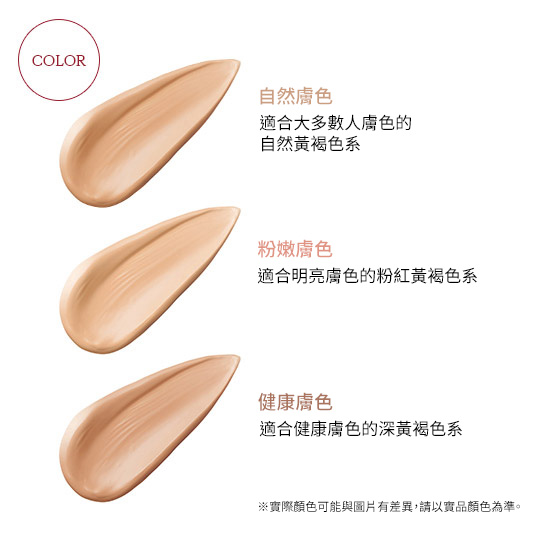 COLOR
自然膚色
適合大多數人膚色的
自然黃褐色系
粉嫩膚色
適合明亮膚色的粉紅黃褐色系
健康膚色
適合健康膚色的深黃褐色系
※實際顏色可能與圖片有差異，請以實品顏色為準。